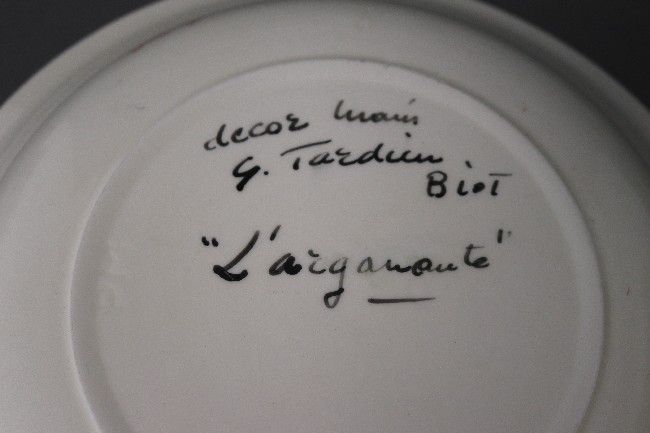 decor main
G. Tardieu
Biot
"L'arganaute"